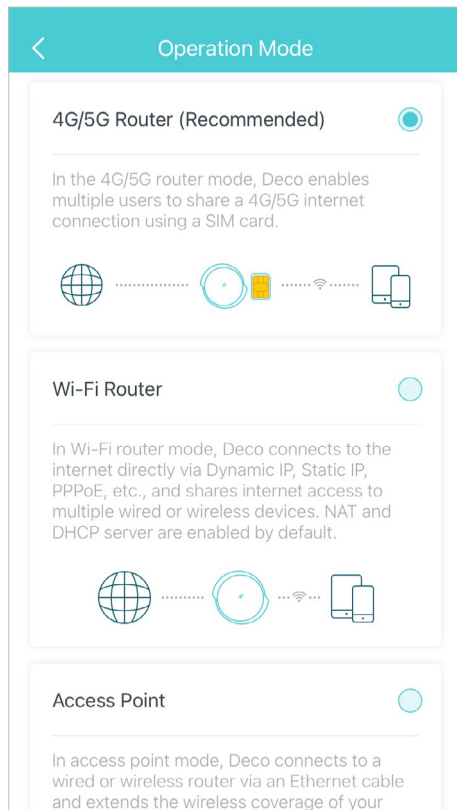 Operation Mode
4G/5G Router (Recommended)
In the 4G/5G router mode, Deco enables
multiple users to share a 4G/5G internet
connection using a SIM card.
Wi-Fi Router
In Wi-Fi router mode, Deco connects to the
internet directly via Dynamic IP, Static IP,
PPPoE, etc., and shares internet access to
multiple wired or wireless devices. NAT and
DHCP server are enabled by default.
Access Point
In access point mode, Deco connects to a
wired or wireless router via an Ethernet cable
and extends the wireless coverage of your